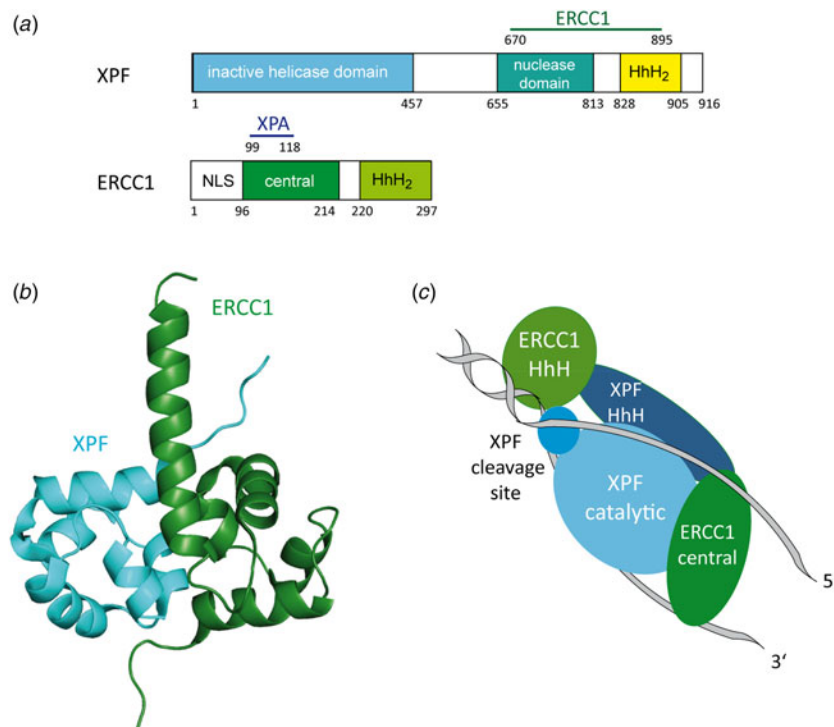 (a)
ERCC1
670 895
XPF
inactive helicase domain
nuclease
domain
HhH2
1 457 655 813 828 905 916
XPA
99 118
ERCC1
NLS
central
HhH2
1 96 214 220 297
(b)
ERCC1
XPF
(c)
ERCC1
HhH
XPF
HhH
XPF
cleavage
site
XPF
catalytic
ERCC1
central
5
3‘